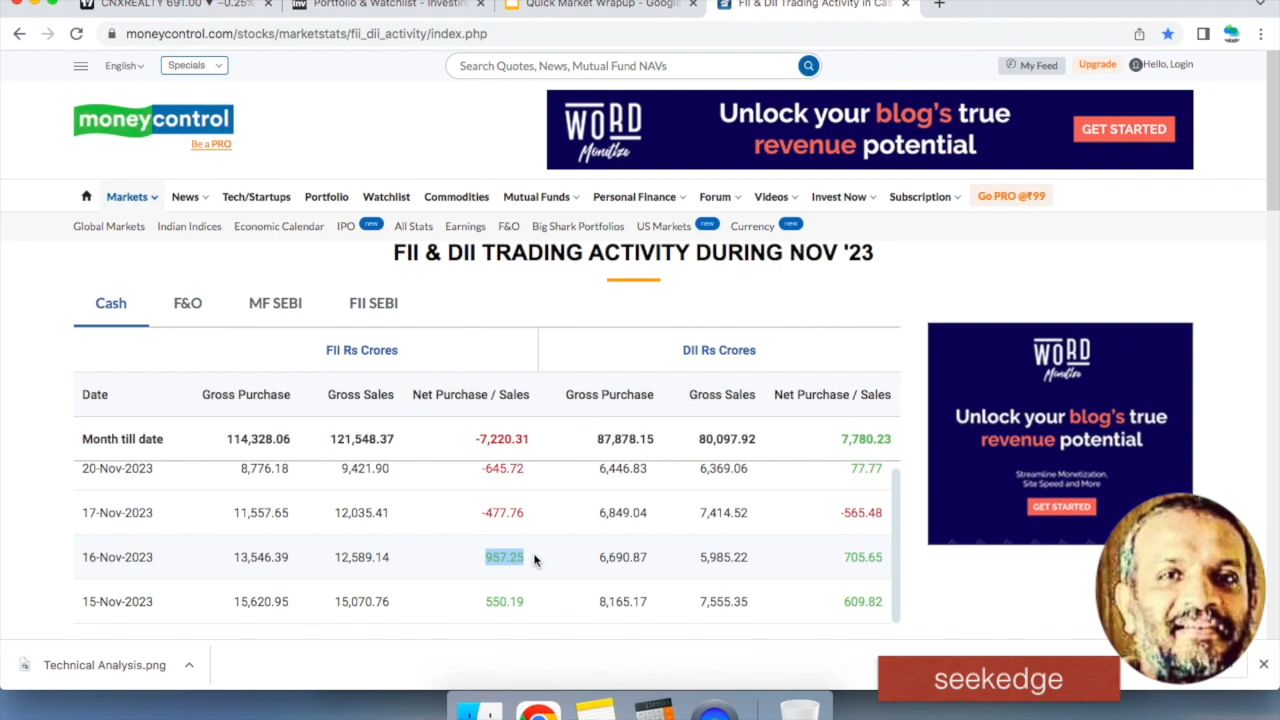 CNXREALTY 691.00 ▼ −0.25%
Portfolio & Watchlist - Investing
Quick Market Wrapup - Google
FII & DII Trading Activity in Cas
moneycontrol.com/stocks/marketstats/fii_dii_activity/index.php
English
Specials
Search Quotes, News, Mutual Fund NAVs
My Feed
Upgrade
Hello, Login
moneycontrol
Be a PRO
WORD
Monetize
Unlock your blog's true
revenue potential
GET STARTED
Markets News Tech/Startups Portfolio Watchlist Commodities Mutual Funds Personal Finance Forum Videos Invest Now Subscription Go PRO @₹99
Global Markets Indian Indices Economic Calendar IPO new All Stats Earnings F&O Big Shark Portfolios US Markets new Currency new
FII & DII TRADING ACTIVITY DURING NOV '23
Cash F&O MF SEBI FII SEBI
FII Rs Crores DII Rs Crores
Date Gross Purchase Gross Sales Net Purchase / Sales Gross Purchase Gross Sales Net Purchase / Sales
Month till date 114,328.06 121,548.37 -7,220.31 87,878.15 80,097.92 7,780.23
20-Nov-2023 8,776.18 9,421.90 -645.72 6,446.83 6,369.06 77.77
17-Nov-2023 11,557.65 12,035.41 -477.76 6,849.04 7,414.52 -565.48
16-Nov-2023 13,546.39 12,589.14 957.25 6,690.87 5,985.22 705.65
15-Nov-2023 15,620.95 15,070.76 550.19 8,165.17 7,555.35 609.82
WORD
Monetize
Unlock your blog's true
revenue potential
Streamline Monetization,
Site Speed and More
GET STARTED
Technical Analysis.png
seekedge